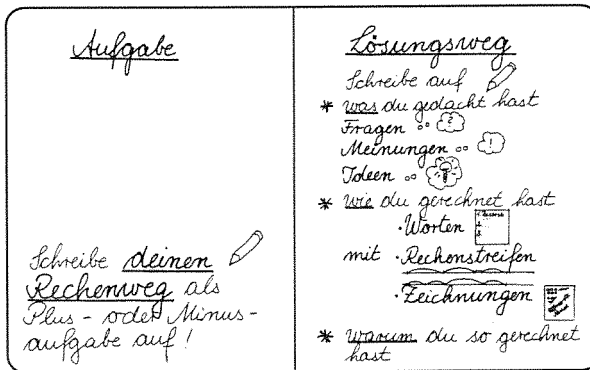 Aufgabe
Schreibe deinen
Rechenweg als
Plus- oder Minus-
aufgabe auf!
Lösungsweg
Schreibe auf
* was du gedacht hast
Fragen
?
Meinungen
!
Ideen
* wie du gerechnet hast
· Worten
mit · Rechenstreifen
· Zeichnungen
* warum du so gerechnet
hast